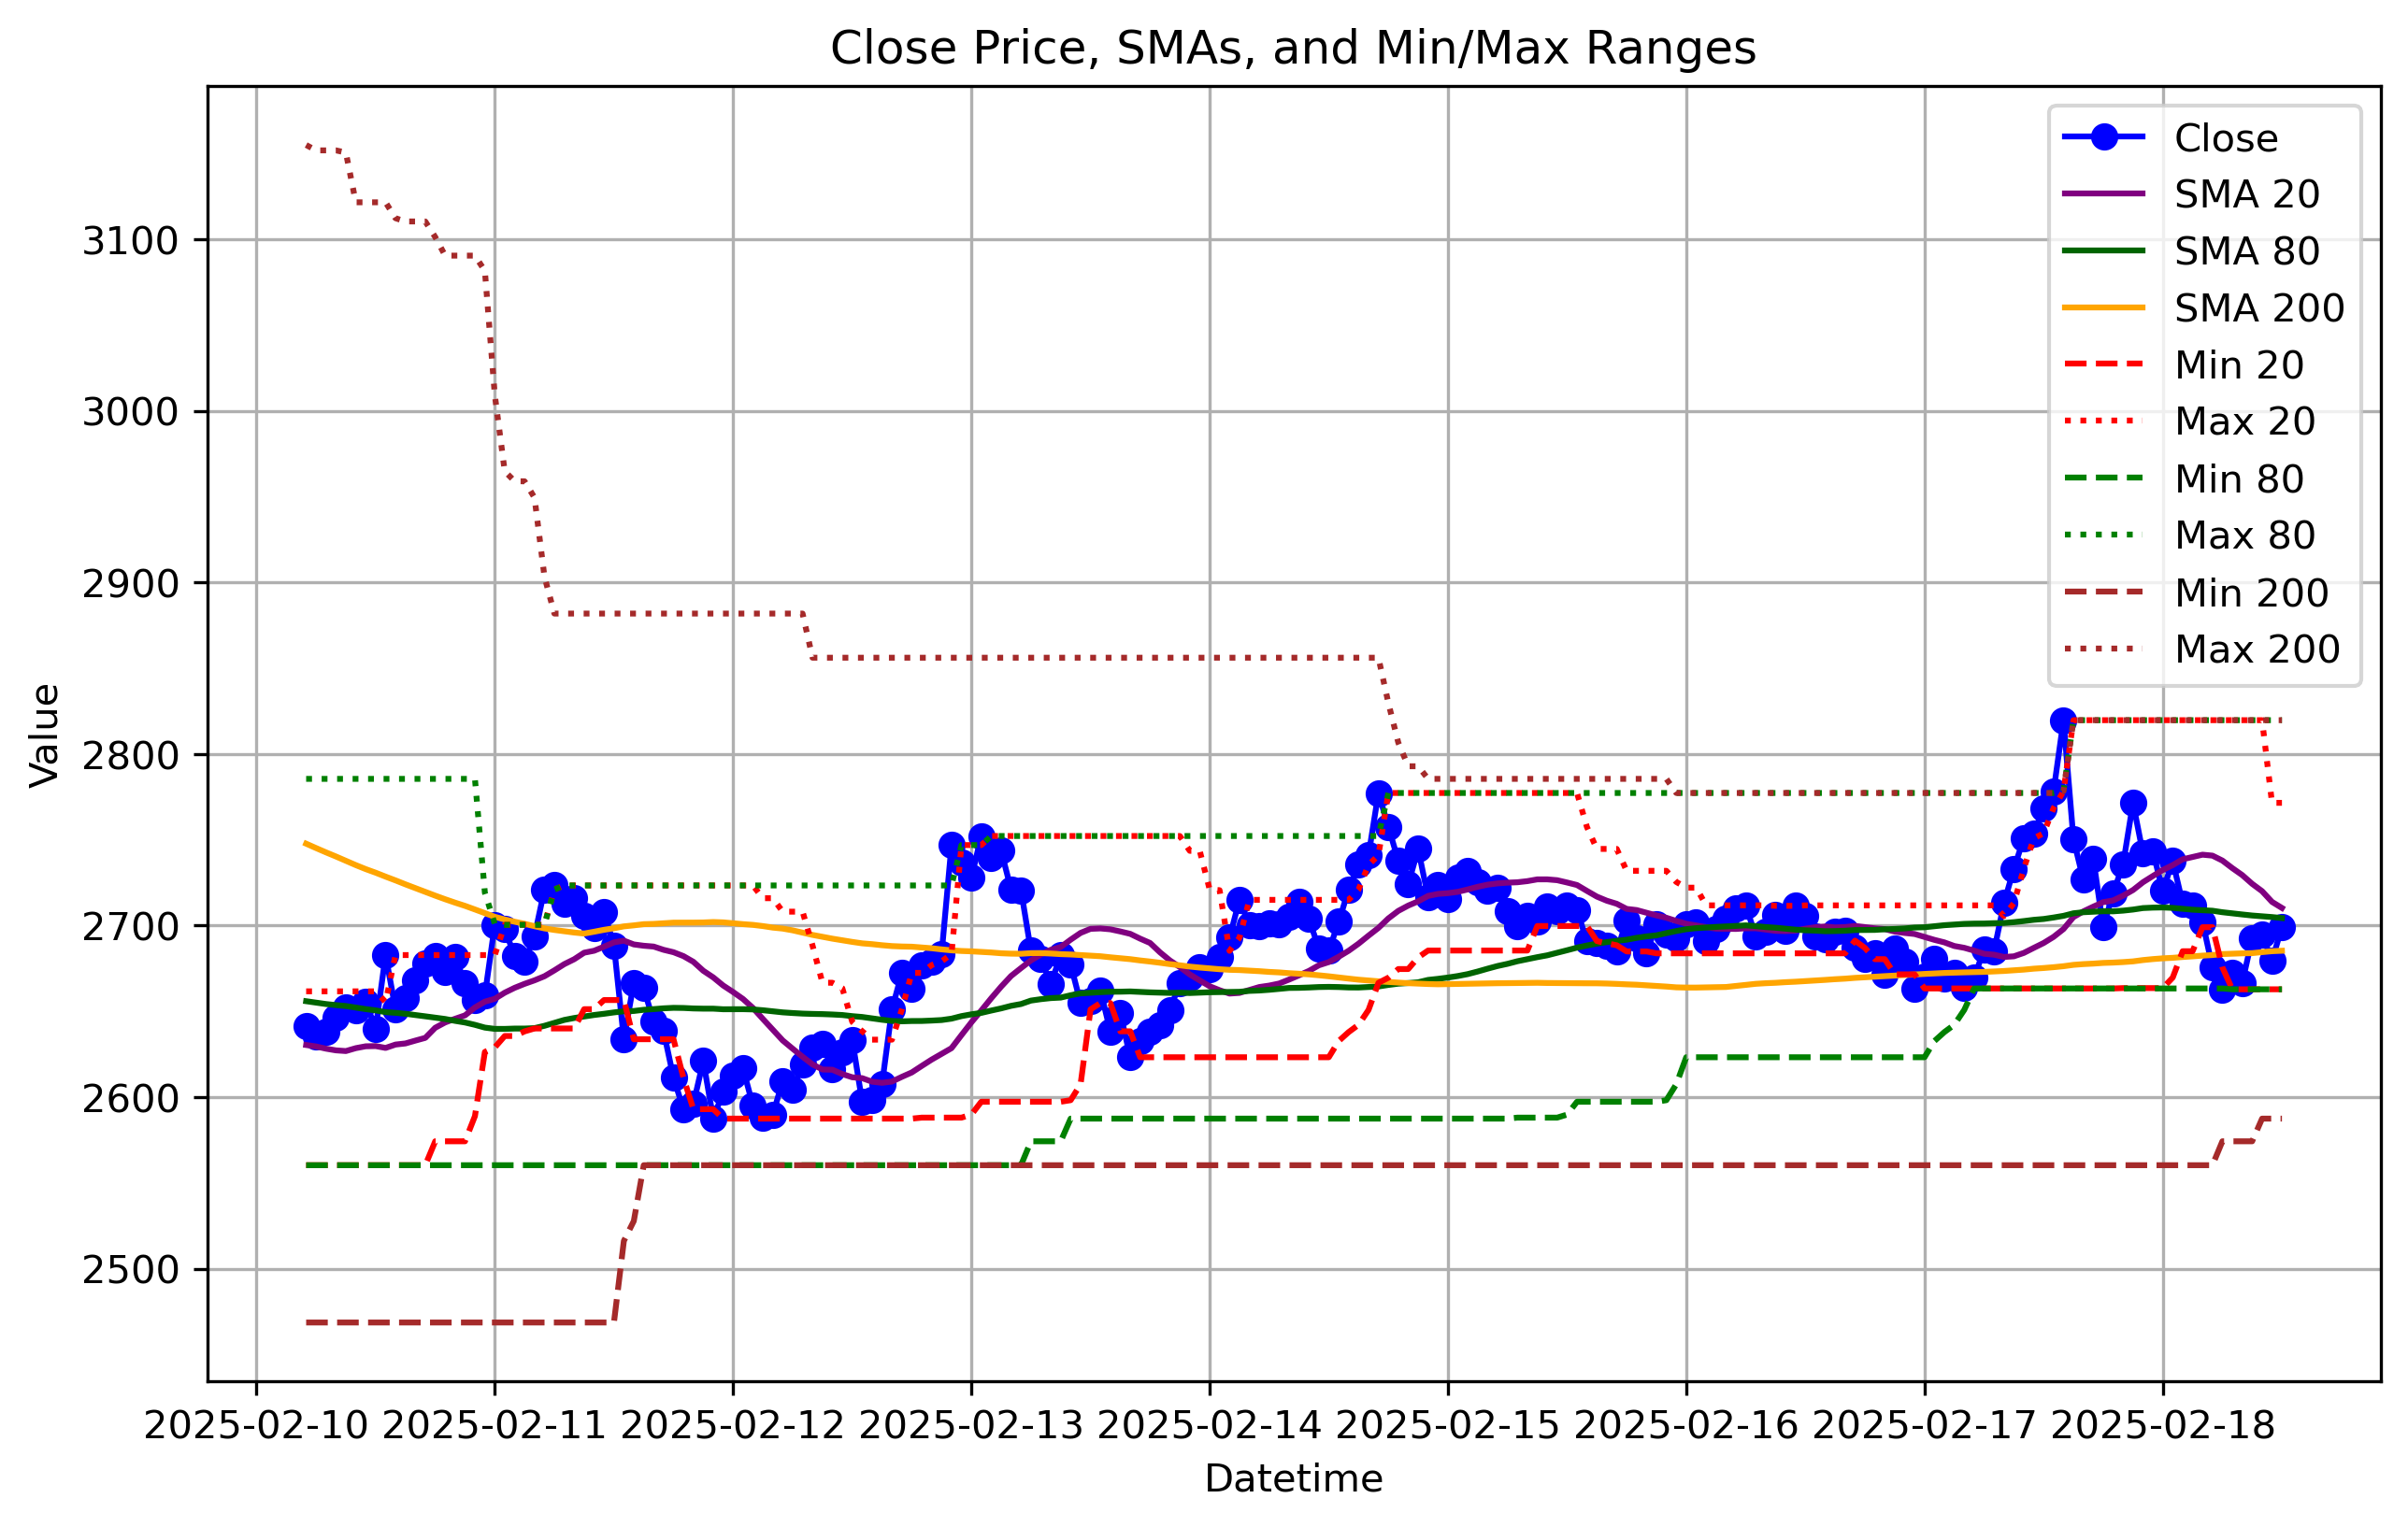 Close Price, SMAs, and Min/Max Ranges
Close
SMA 20
SMA 80
SMA 200
Min 20
Max 20
Min 80
Max 80
Min 200
Max 200
Value
3100
3000
2900
2800
2700
2600
2500
2025-02-10 2025-02-11 2025-02-12 2025-02-13 2025-02-14 2025-02-15 2025-02-16 2025-02-17 2025-02-18
Datetime